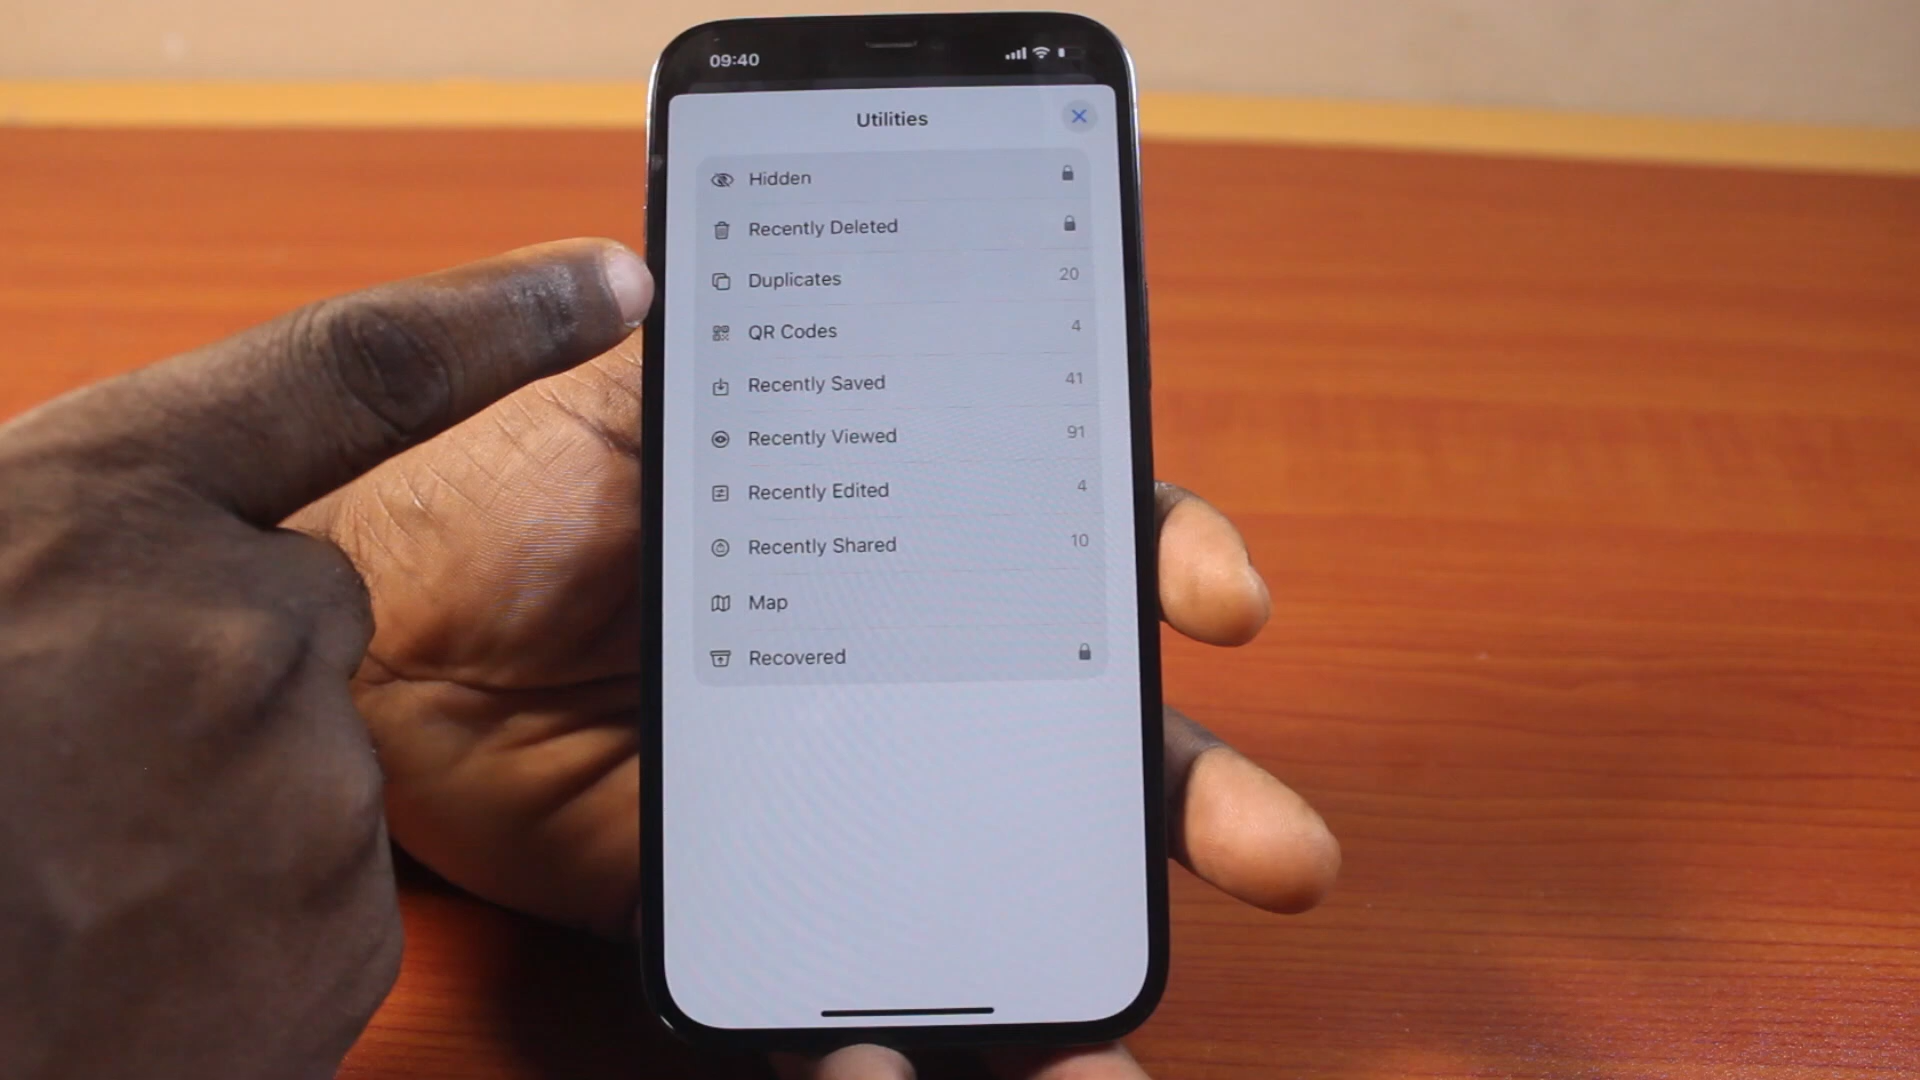 09:40
Utilities
Hidden
Recently Deleted
Duplicates 20
QR Codes 4
Recently Saved 41
Recently Viewed 91
Recently Edited 4
Recently Shared 10
Map
Recovered